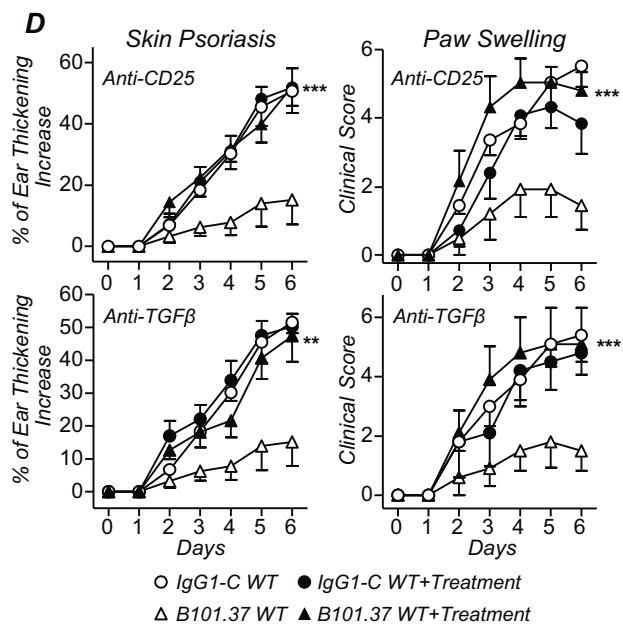 D
Skin Psoriasis
Paw Swelling
% of Ear Thickening
Increase
60
40
20
0
Anti-CD25
***
0 1 2 3 4 5 6
Clinical Score
6
4
2
0
Anti-CD25
***
0 1 2 3 4 5 6
% of Ear Thickening
Increase
60
50
40
30
20
10
0
Anti-TGFβ
**
0 1 2 3 4 5 6
Days
Clinical Score
6
4
2
0
Anti-TGFβ
***
0 1 2 3 4 5 6
Days
IgG1-C WT IgG1-C WT+Treatment
B101.37 WT B101.37 WT+Treatment